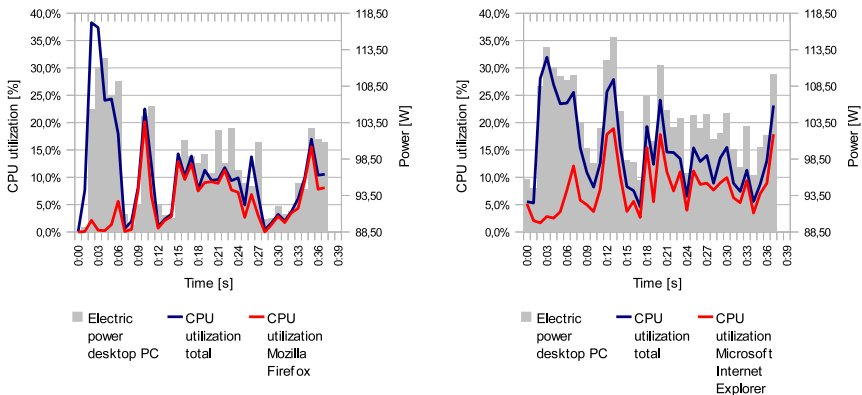 40,0%
35,0%
30,0%
25,0%
20,0%
15,0%
10,0%
5,0%
0,0%
CPU utilization [%]
118,50
113,50
108,50
103,50
98,50
93,50
88,50
Power [W]
0:00
0:03
0:06
0:09
0:12
0:15
0:18
0:21
0:24
0:27
0:30
0:33
0:36
0:39
Time [s]
Electric
power
desktop PC
CPU
utilization
total
CPU
utilization
Mozilla
Firefox
40,0%
35,0%
30,0%
25,0%
20,0%
15,0%
10,0%
5,0%
0,0%
CPU utilization [%]
118,50
113,50
108,50
103,50
98,50
93,50
88,50
Power [W]
0:00
0:03
0:06
0:09
0:12
0:15
0:18
0:21
0:24
0:27
0:30
0:33
0:36
0:39
Time [s]
Electric
power
desktop PC
CPU
utilization
total
CPU
utilization
Microsoft
Internet
Explorer